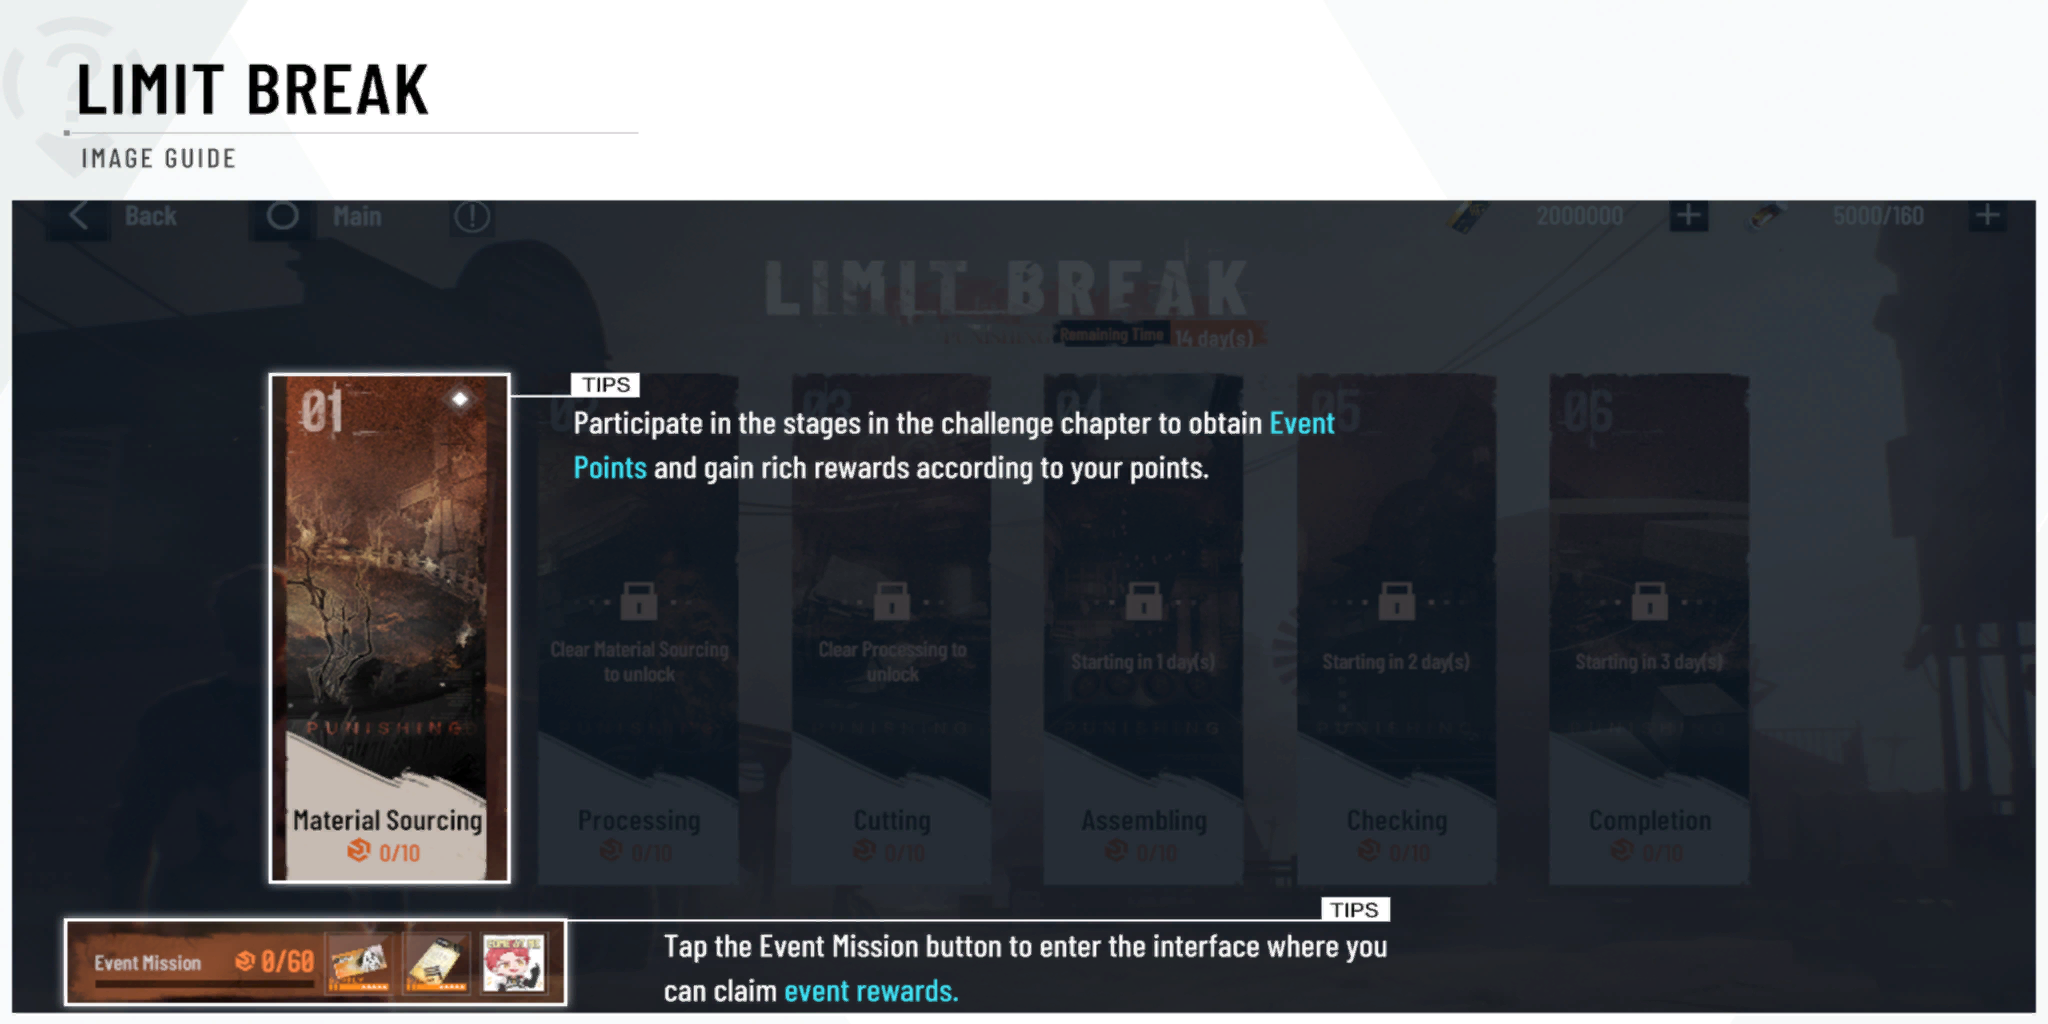 LIMIT BREAK
IMAGE GUIDE
Back
Main
2000000
5000/160
LIMIT BREAK
Remaining Time 14 day(s)
01
TIPS
Participate in the stages in the challenge chapter to obtain Event
Points and gain rich rewards according to your points.
03
04
05
06
Clear Material Sourcing
to unlock
Clear Processing to
unlock
Starting in 1 day(s)
Starting in 2 day(s)
Starting in 3 day(s)
PUNISHING
Material Sourcing
0/10
Processing
0/10
Cutting
0/10
Assembling
0/10
Checking
0/10
Completion
0/10
Event Mission
0/60
TIPS
Tap the Event Mission button to enter the interface where you
can claim event rewards.